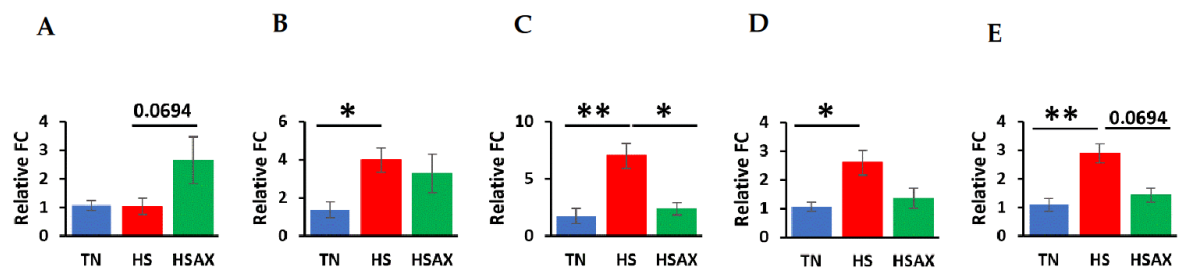 A
Relative FC
4
3
2
1
0
0.0694
TN HS HSAX
B
Relative FC
6
4
2
0
*
TN HS HSAX
C
Relative FC
10
5
0
** *
TN HS HSAX
D
Relative FC
4
3
2
1
0
*
TN HS HSAX
E
Relative FC
4
3
2
1
0
** 0.0694
TN HS HSAX